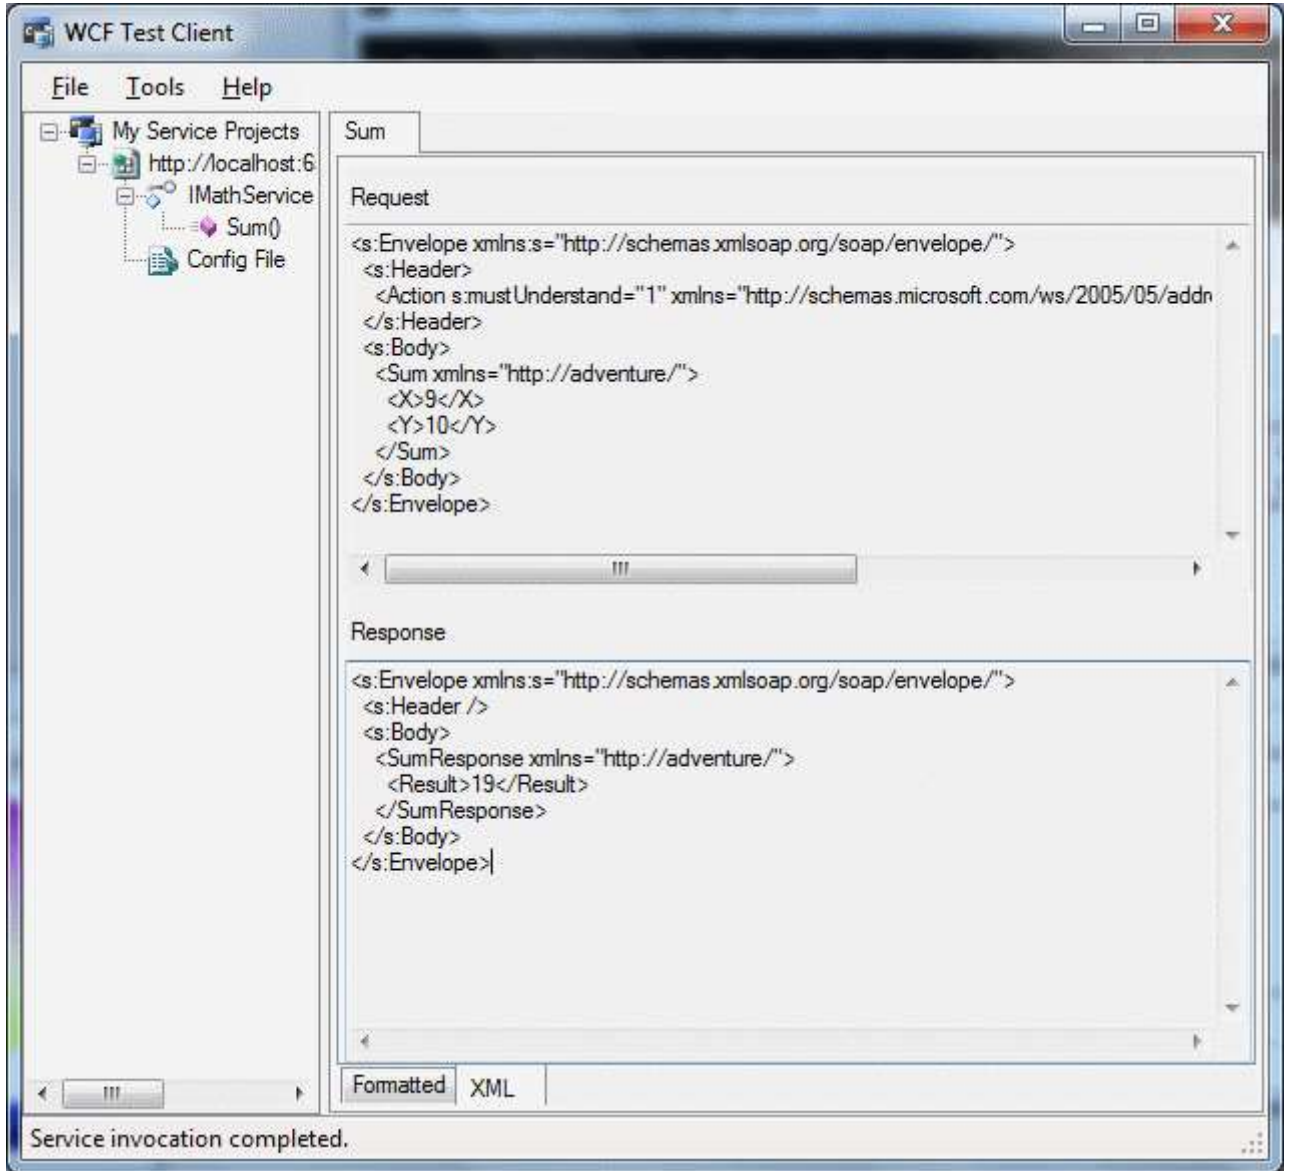 WCF Test Client
File Tools Help
My Service Projects
http://localhost:6
IMathService
Sum()
Config File
Sum
Request
<s:Envelope xmlns:s="http://schemas.xmlsoap.org/soap/envelope/">
<s:Header>
<Action s:mustUnderstand="1" xmlns="http://schemas.microsoft.com/ws/2005/05/addr
</s:Header>
<s:Body>
<Sum xmlns="http://adventure/">
<X>9</X>
<Y>10</Y>
</Sum>
</s:Body>
</s:Envelope>
Response
<s:Envelope xmlns:s="http://schemas.xmlsoap.org/soap/envelope/">
<s:Header />
<s:Body>
<SumResponse xmlns="http://adventure/">
<Result>19</Result>
</SumResponse>
</s:Body>
</s:Envelope>
Formatted XML
Service invocation completed.